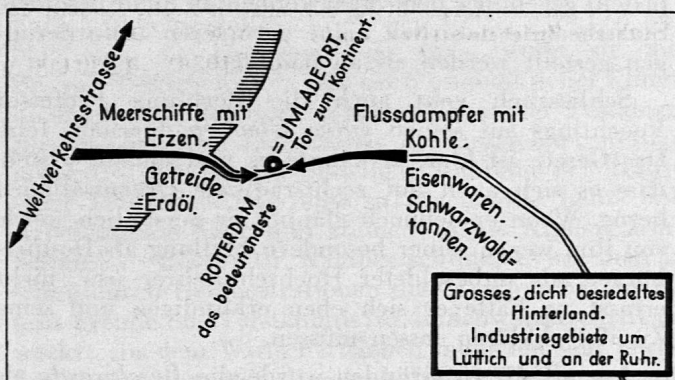 Weltverkehrsstrasse
Meerschiffe mit
Erzen.
Getreide.
Erdöl.
ROTTERDAM
das bedeutendste
=UMLADEORT.
Tor zum Kontinent.
Flussdampfer mit
Kohle.
Eisenwaren.
Schwarzwald=
tannen
Grosses, dicht besiedeltes
Hinterland.
Industriegebiete um
Lüttich und an der Ruhr.